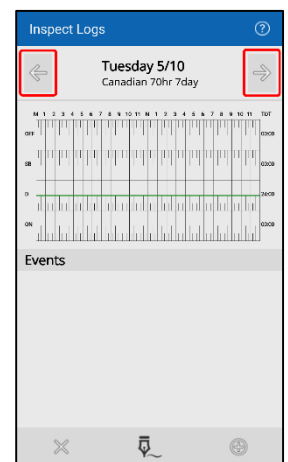 Inspect Logs
Tuesday 5/10
Canadian 70hr 7day
M 1 2 3 4 5 6 7 8 9 10 11 N 1 2 3 4 5 6 7 8 9 10 11 TOT
OFF
SB
D
ON
Events